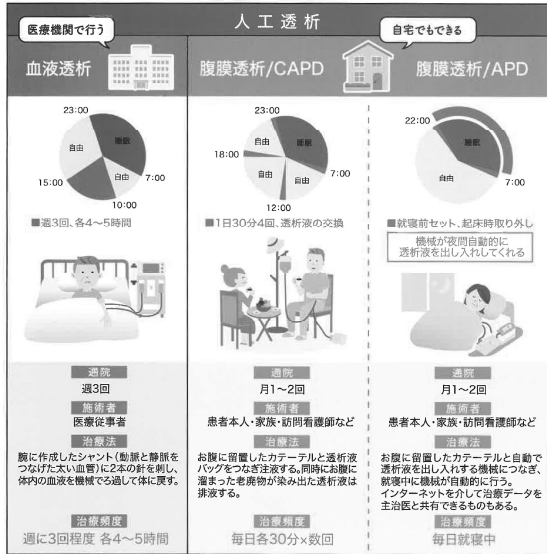 人工透析
医療機関で行う
自宅でもできる
血液透析
23:00
睡眠
自由
自由
15:00
7:00
10:00
■週3回、各4〜5時間
通院
週3回
施術者
医療従事者
治療法
腕に作成したシャント(動脈と静脈を
つなげた太い血管)に2本の針を刺し、
体内の血液を機械でろ過して体に戻す。
治療頻度
週に3回程度 各4〜5時間
腹膜透析/CAPD
23:00
睡眠
自由
18:00
自由
自由
7:00
12:00
■1日30分4回、透析液の交換
通院
月1〜2回
施術者
患者本人・家族・訪問看護師など
治療法
お腹に留置したカテーテルと透析液
バッグをつなぎ注液する。同時にお腹に
溜まった老廃物が染み出た透析液は
排液する。
治療頻度
毎日各30分×数回
腹膜透析/APD
22:00
睡眠
自由
7:00
■就寝前セット、起床時取り外し
機械が夜間自動的に
透析液を出し入れしてくれる
通院
月1〜2回
施術者
患者本人・家族・訪問看護師など
治療法
お腹に留置したカテーテルと自動で
透析液を出し入れする機械につなぎ、
就寝中に機械が自動的に行う。
インターネットを介して治療データを
主治医と共有できるものもある。
治療頻度
毎日就寝中